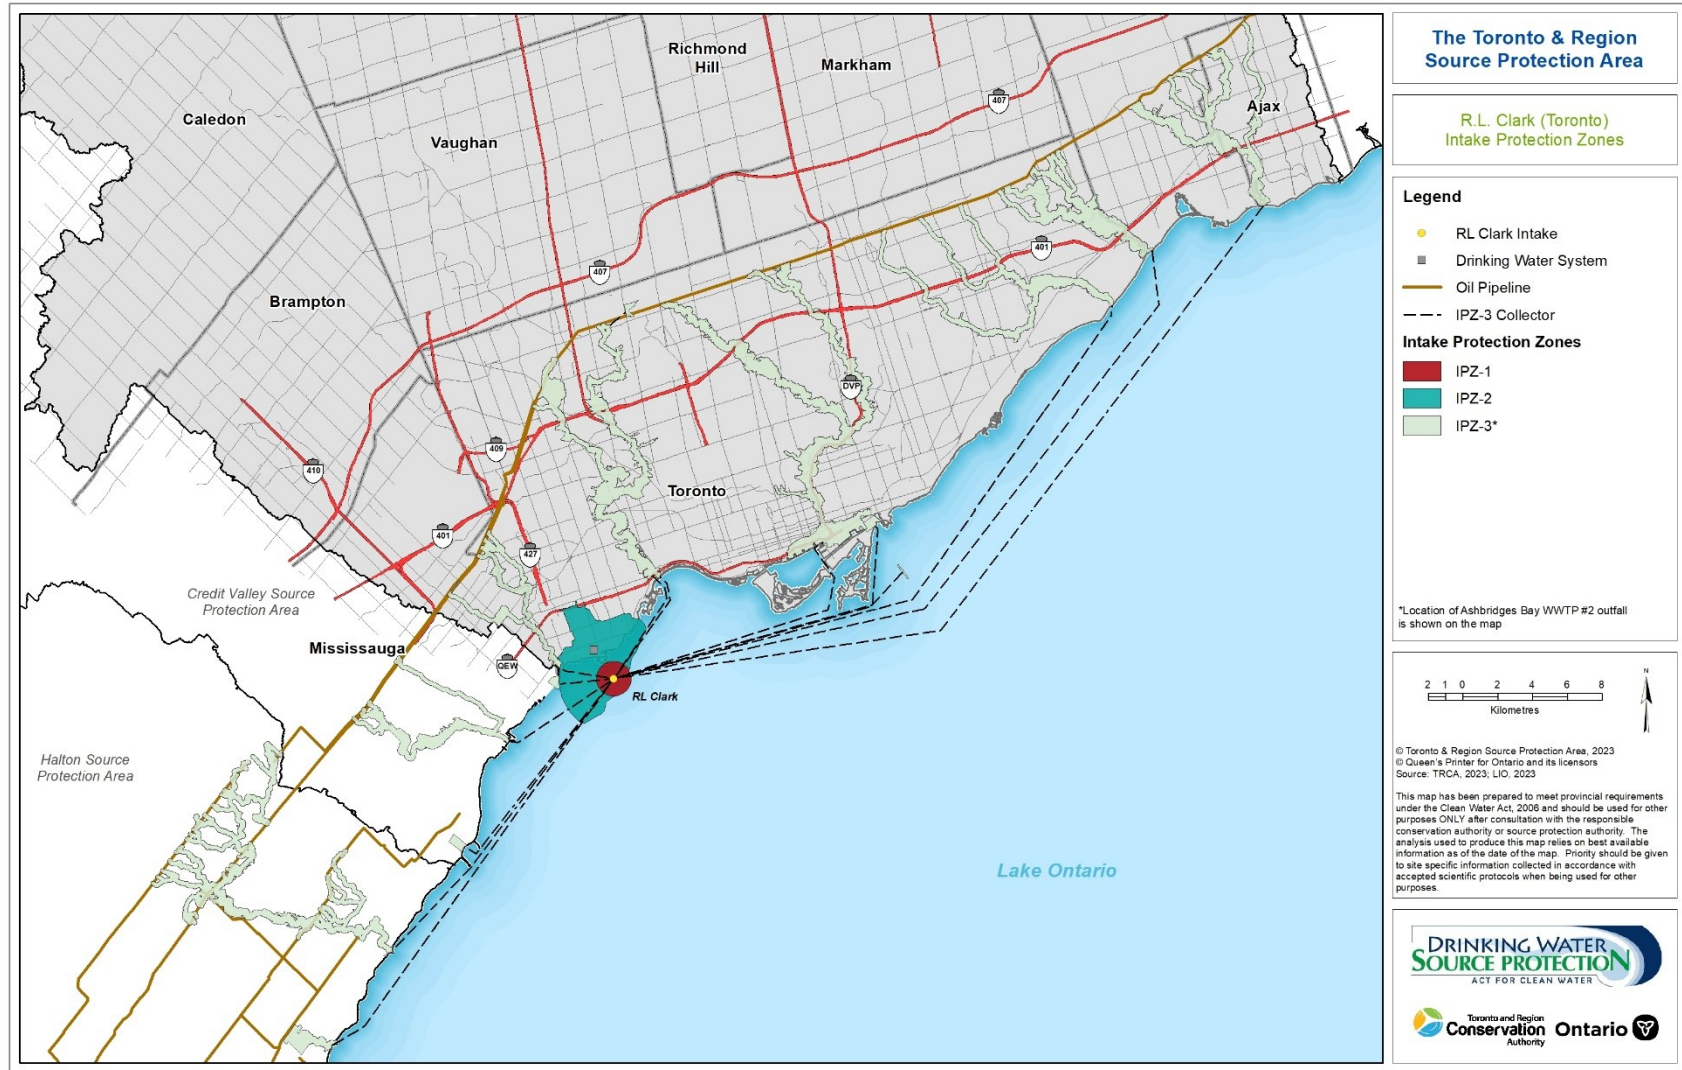 Richmond
Hill
Markham
407
Ajax
Caledon
Vaughan
401
407
Brampton
DVP
409
410
Toronto
401
427
Credit Valley Source
Protection Area
Mississauga
QEW
RL Clark
Halton Source
Protection Area
Lake Ontario
The Toronto & Region
Source Protection Area
R.L. Clark (Toronto)
Intake Protection Zones
Legend
RL Clark Intake
Drinking Water System
Oil Pipeline
IPZ-3 Collector
Intake Protection Zones
IPZ-1
IPZ-2
IPZ-3*
*Location of Ashbridges Bay WWTP #2 outfall
is shown on the map
2 1 0 2 4 6 8
Kilometres
N
© Toronto & Region Source Protection Area, 2023
© Queen's Printer for Ontario and its licensors
Source: TRCA, 2023; LIO, 2023
This map has been prepared to meet provincial requirements
under the Clean Water Act, 2006 and should be used for other
purposes ONLY after consultation with the responsible
conservation authority or source protection authority. The
analysis used to produce this map relies on best available
information as of the date of the map. Priority should be given
to site specific information collected in accordance with
accepted scientific protocols when being used for other
purposes.
DRINKING WATER
SOURCE PROTECTION
ACT FOR CLEAN WATER
Toronto and Region
Conservation
Authority
Ontario